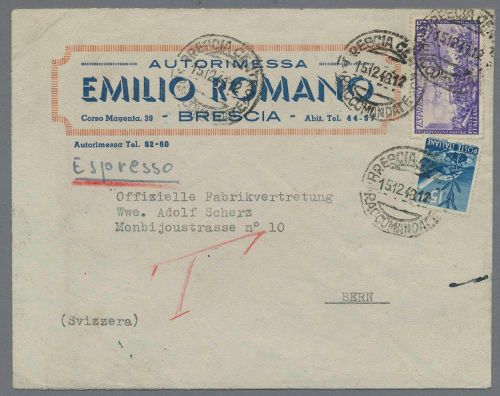 AUTORIMESSA
EMILIO ROMANO
Corso Magenta, 39 - BRESCIA - Abit. Tel. 44-57
Autorimessa Tel. 52-60
Espresso
Offizielle Fabrikvertretung
Wwe. Adolf Scherz
Monbijoustrasse n° 10
BERN
(Svizzera)
T
BRESCIA
RACCOMANDATE
POSTE ITALIANE